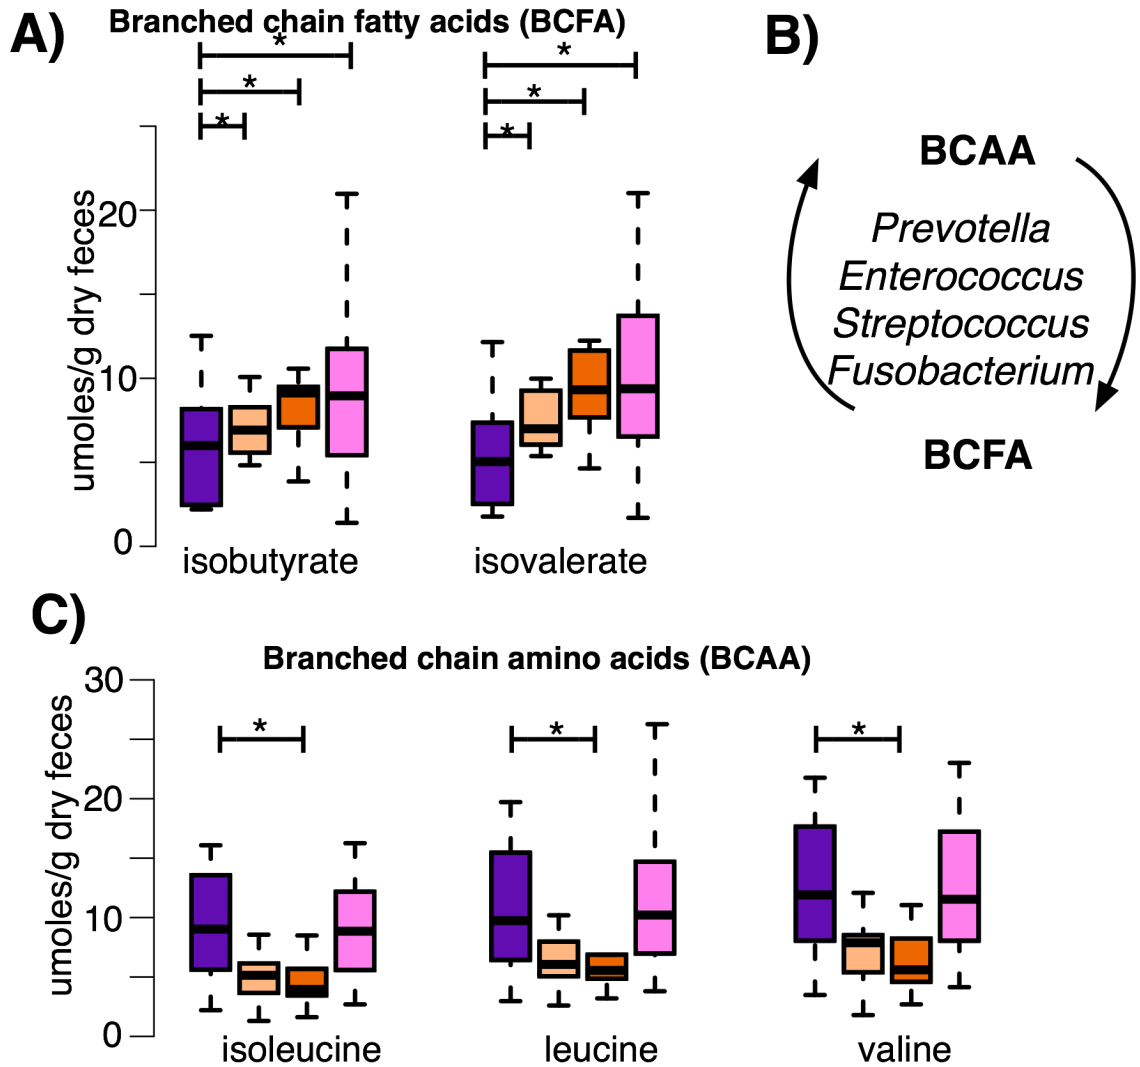 A)
Branched chain fatty acids (BCFA)
*
*
*
*
*
*
umoles/g dry feces
20
10
0
isobutyrate
isovalerate
B)
BCAA
Prevotella
Enterococcus
Streptococcus
Fusobacterium
BCFA
C)
Branched chain amino acids (BCAA)
*
*
*
umoles/g dry feces
30
20
10
0
isoleucine
leucine
valine